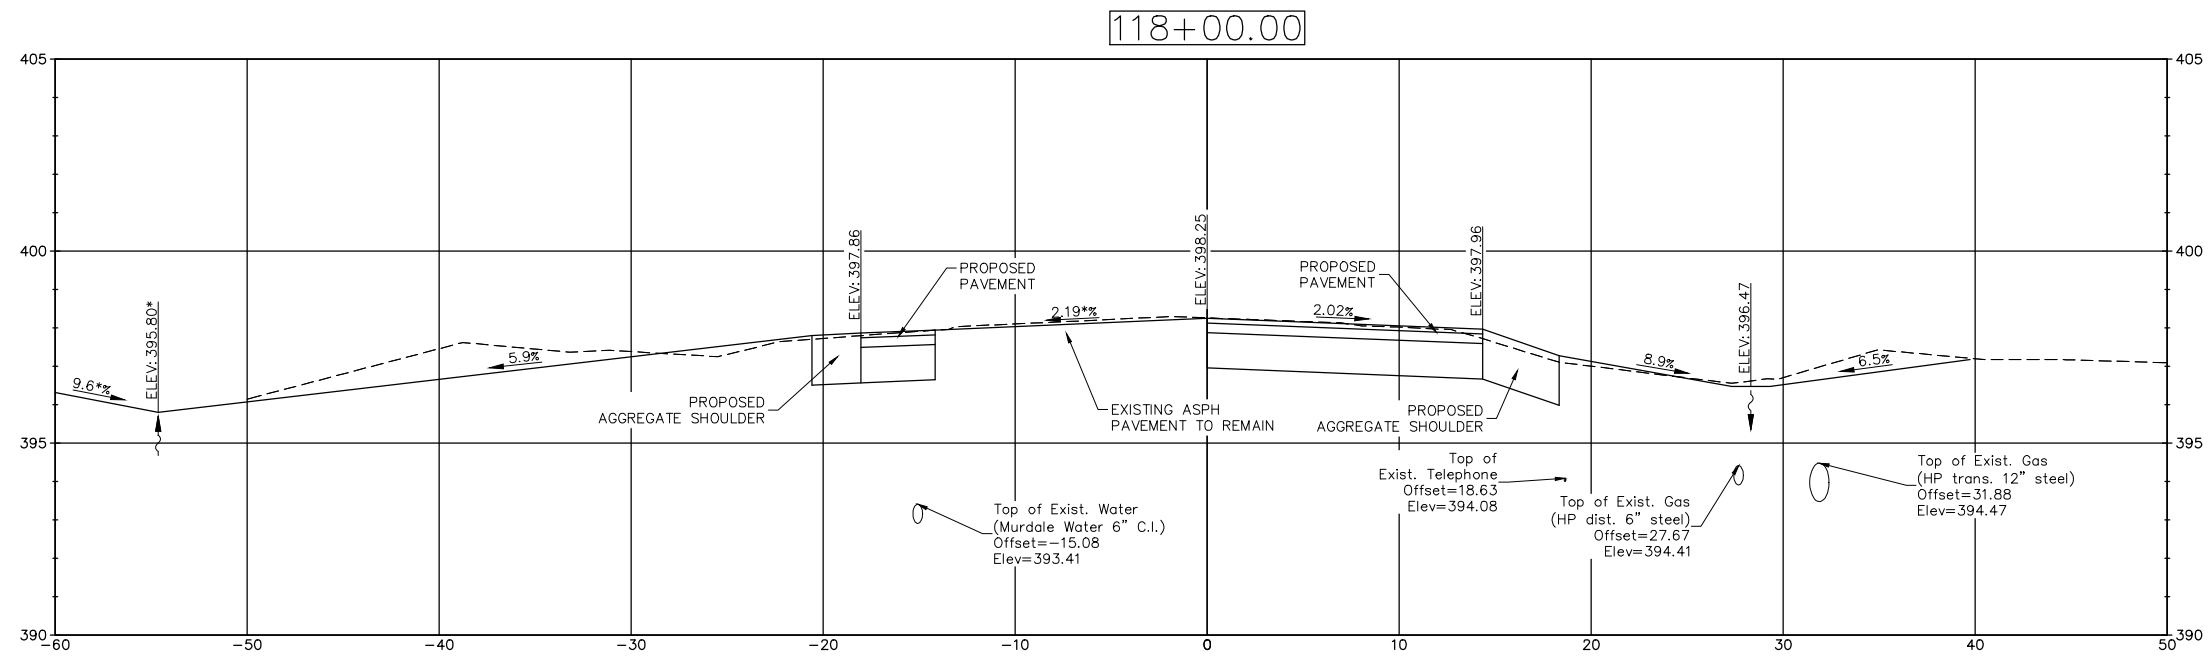 118+00.00
405
405
400
400
395
395
390
390
ELEV: 395.80*
ELEV: 397.86
ELEV: 398.25
ELEV: 397.96
ELEV: 396.47
9.6*%
5.9%
2.19*%
2.02%
8.9%
6.5%
PROPOSED
PAVEMENT
PROPOSED
PAVEMENT
PROPOSED
AGGREGATE SHOULDER
EXISTING ASPH
PAVEMENT TO REMAIN
PROPOSED
AGGREGATE SHOULDER
Top of Exist. Water
(Murdale Water 6" C.I.)
Offset=-15.08
Elev=393.41
Top of
Exist. Telephone
Offset=18.63
Elev=394.08
Top of Exist. Gas
(HP dist. 6" steel)
Offset=27.67
Elev=394.41
Top of Exist. Gas
(HP trans. 12" steel)
Offset=31.88
Elev=394.47
-60 -50 -40 -30 -20 -10 0 10 20 30 40 50